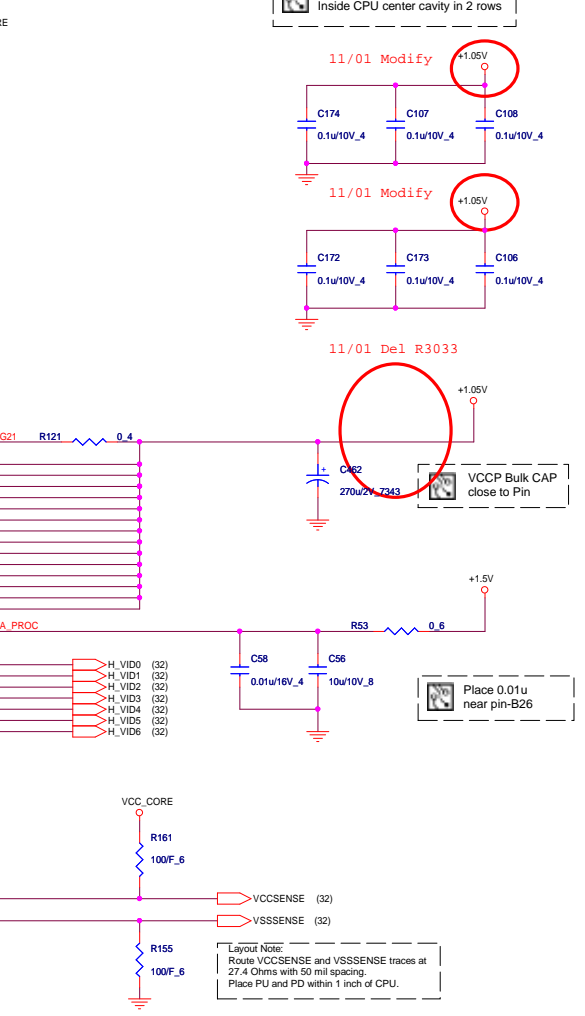 Inside CPU center cavity in 2 rows
RE
11/01 Modify
+1.05V
C174
C107
C108
0.1u/10V_4
0.1u/10V_4
0.1u/10V_4
11/01 Modify
+1.05V
C172
C173
C106
0.1u/10V_4
0.1u/10V_4
0.1u/10V_4
11/01 Del R3033
+1.05V
G21
R121
0_4
+
C462
270u/2V_7343
VCCP Bulk CAP
close to Pin
+1.5V
A_PROC
R53
0_6
C58
C56
0.01u/16V_4
10u/10V_8
Place 0.01u
near pin-B26
H_VID0 (32)
H_VID1 (32)
H_VID2 (32)
H_VID3 (32)
H_VID4 (32)
H_VID5 (32)
H_VID6 (32)
VCC_CORE
R161
100/F_6
VCCSENSE (32)
VSSSENSE (32)
R155
100/F_6
Layout Note:
Route VCCSENSE and VSSSENSE traces at
27.4 Ohms with 50 mil spacing.
Place PU and PD within 1 inch of CPU.